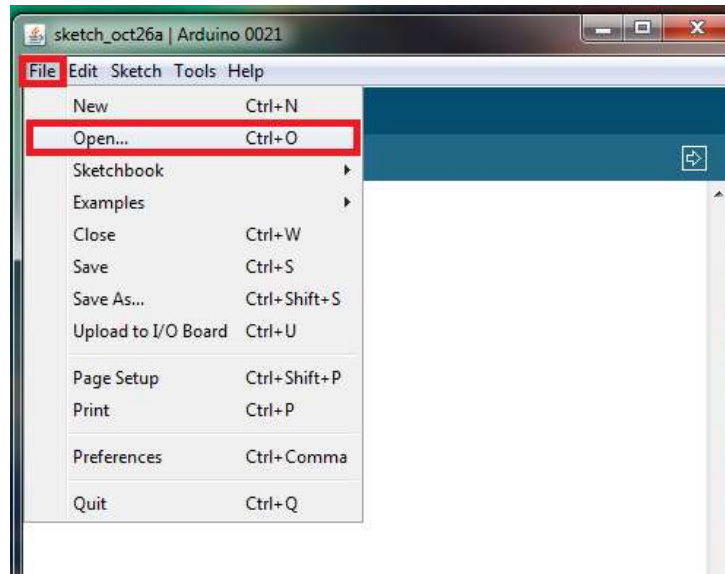 sketch_oct26a | Arduino 0021
File Edit Sketch Tools Help
New Ctrl+N
Open... Ctrl+O
Sketchbook
Examples
Close Ctrl+W
Save Ctrl+S
Save As... Ctrl+Shift+S
Upload to I/O Board Ctrl+U
Page Setup Ctrl+Shift+P
Print Ctrl+P
Preferences Ctrl+Comma
Quit Ctrl+Q